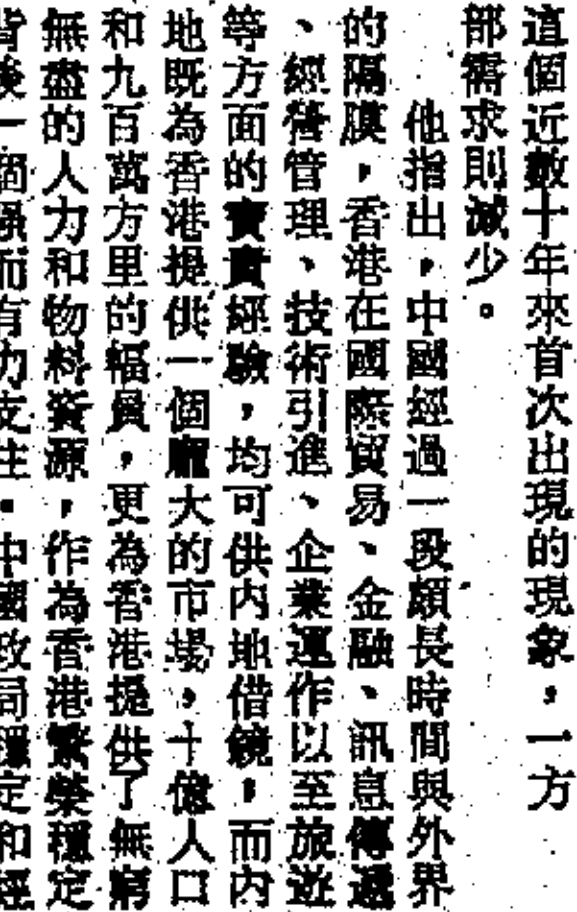 這個近數十年來首次出現的現象，一方
部需求則減少。
他指出，中國經過一段頗長時間與外界
的隔膜，香港在國際貿易、金融、訊息傳遞
、經營管理、技術引進、企業運作以至旅遊
等方面的寶貴經驗，均可供內地借鏡，而內
地既為香港提供一個龐大的市場，十億人口
和九百萬方里的幅員，更為香港提供了無窮
無盡的人力和物料資源，作為香港繁榮穩定
背後一個強而有力支柱。中國政局穩定和經